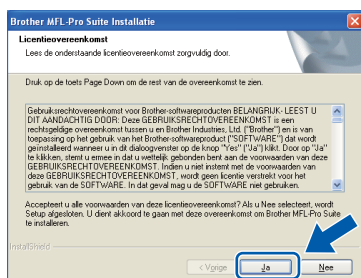 Brother MFL-Pro Suite Installatie
Licentieovereenkomst
Lees de onderstaande licentieovereenkomst zorgvuldig door.
Druk op de toets Page Down om de rest van de overeenkomst te zien.
Gebruiksrechtovereenkomst voor Brother-softwareproducten BELANGRIJK- LEEST U
DIT AANDACHTIG DOOR: Deze GEBRUIKSRECHTOVEREENKOMST is een
rechtsgeldige overeenkomst tussen u en Brother Industries, Ltd. ("Brother") en is van
toepassing op het gebruik van het Brother-softwareproduct ("SOFTWARE") dat wordt
geïnstalleerd wanneer u in dit dialoogvenster op de knop "Yes" ("Ja") klikt. Door op "Ja"
te klikken, stemt u ermee in dat u wettelijk gebonden bent aan de voorwaarden van deze
GEBRUIKSRECHTOVEREENKOMST. Indien u niet instemt met de voorwaarden van
deze GEBRUIKSRECHTOVEREENKOMST, wordt geen licentie verstrekt voor het
gebruik van de SOFTWARE. In dat geval mag u de SOFTWARE niet gebruiken.
Accepteert u alle voorwaarden van deze licentieovereenkomst? Als u Nee selecteert, wordt
Setup afgesloten. U dient akkoord te gaan met deze overeenkomst om Brother MFL-Pro Suite
te installeren.
InstallShield
< Vorige Ja Nee